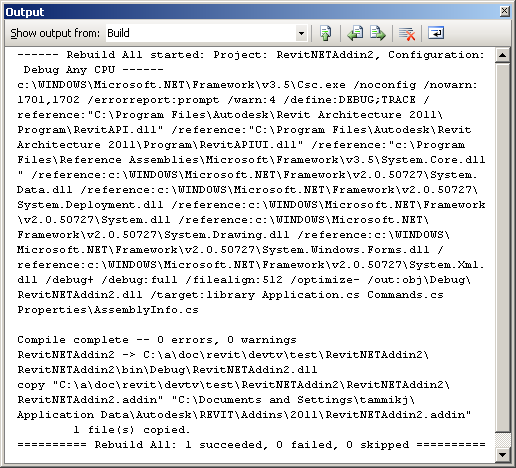 Output
Show output from: Build
------ Rebuild All started: Project: RevitNETAddin2, Configuration:
Debug Any CPU ------
c:\WINDOWS\Microsoft.NET\Framework\v3.5\Csc.exe /noconfig /nowarn:
1701,1702 /errorreport:prompt /warn:4 /define:DEBUG;TRACE /
reference:"C:\Program Files\Autodesk\Revit Architecture 2011\
Program\RevitAPI.dll" /reference:"C:\Program Files\Autodesk\Revit
Architecture 2011\Program\RevitAPIUI.dll" /reference:"c:\Program
Files\Reference Assemblies\Microsoft\Framework\v3.5\System.Core.dll
" /reference:c:\WINDOWS\Microsoft.NET\Framework\v2.0.50727\System.
Data.dll /reference:c:\WINDOWS\Microsoft.NET\Framework\v2.0.50727\
System.Deployment.dll /reference:c:\WINDOWS\Microsoft.NET\Framework
\v2.0.50727\System.dll /reference:c:\WINDOWS\Microsoft.NET\
Framework\v2.0.50727\System.Drawing.dll /reference:c:\WINDOWS\
Microsoft.NET\Framework\v2.0.50727\System.Windows.Forms.dll /
reference:c:\WINDOWS\Microsoft.NET\Framework\v2.0.50727\System.Xml.
dll /debug+ /debug:full /filealign:512 /optimize- /out:obj\Debug\
RevitNETAddin2.dll /target:library Application.cs Commands.cs
Properties\AssemblyInfo.cs
Compile complete -- 0 errors, 0 warnings
RevitNETAddin2 -> C:\a\doc\revit\devtv\test\RevitNETAddin2\
RevitNETAddin2\bin\Debug\RevitNETAddin2.dll
copy "C:\a\doc\revit\devtv\test\RevitNETAddin2\RevitNETAddin2\
RevitNETAddin2.addin" "C:\Documents and Settings\tammikj\
Application Data\Autodesk\REVIT\Addins\2011\RevitNETAddin2.addin"
1 file(s) copied.
========== Rebuild All: 1 succeeded, 0 failed, 0 skipped ==========